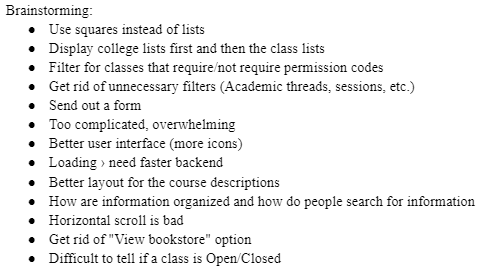 Brainstorming:
● Use squares instead of lists
● Display college lists first and then the class lists
● Filter for classes that require/not require permission codes
● Get rid of unnecessary filters (Academic threads, sessions, etc.)
● Send out a form
● Too complicated, overwhelming
● Better user interface (more icons)
● Loading > need faster backend
● Better layout for the course descriptions
● How are information organized and how do people search for information
● Horizontal scroll is bad
● Get rid of "View bookstore" option
● Difficult to tell if a class is Open/Closed